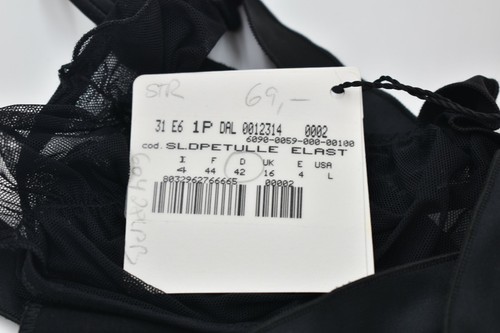 STR 69,-
31 E6 1P DAL 0012314 0002
6090-0059-000-00100
cod. SLDPETULLE ELAST
I F D UK E USA
4 44 42 16 4 L
8032962766665 00002